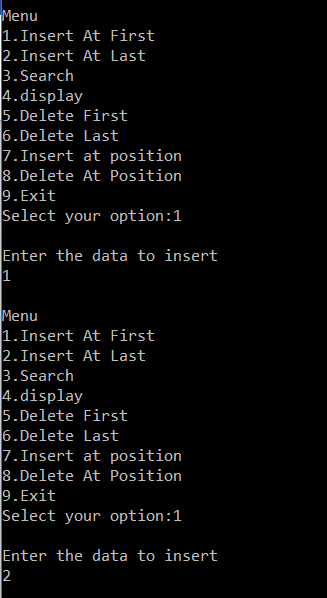 Menu
1.Insert At First
2.Insert At Last
3.Search
4.display
5.Delete First
6.Delete Last
7.Insert at position
8.Delete At Position
9.Exit
Select your option:1
Enter the data to insert
1
Menu
1.Insert At First
2.Insert At Last
3.Search
4.display
5.Delete First
6.Delete Last
7.Insert at position
8.Delete At Position
9.Exit
Select your option:1
Enter the data to insert
2